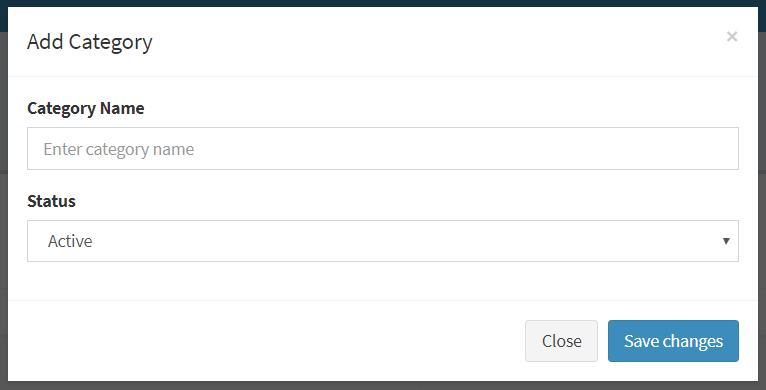 Add Category
×
Category Name
Enter category name
Status
Active
Close
Save changes